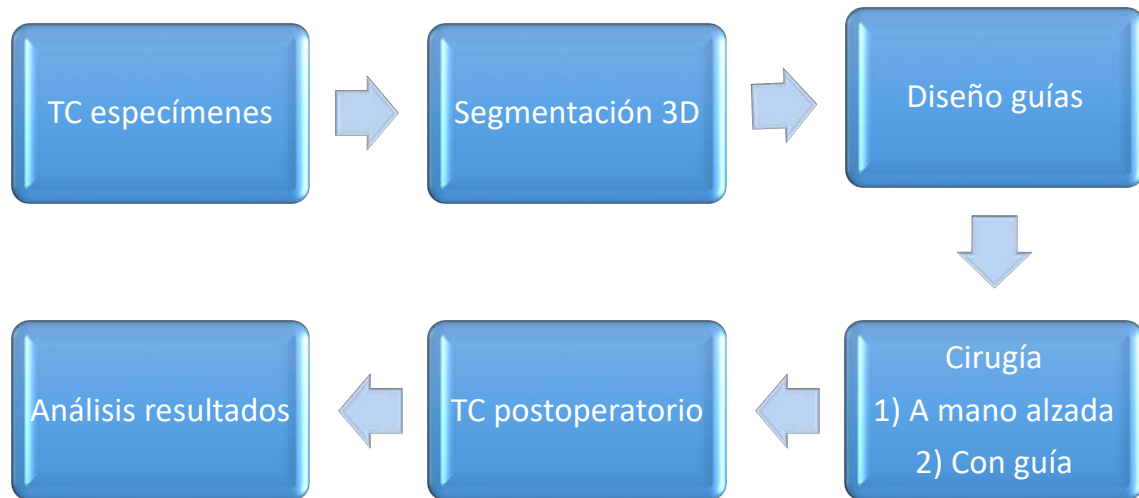 TC especímenes
Segmentación 3D
Diseño guías
Cirugía
1) A mano alzada
2) Con guía
TC postoperatorio
Análisis resultados